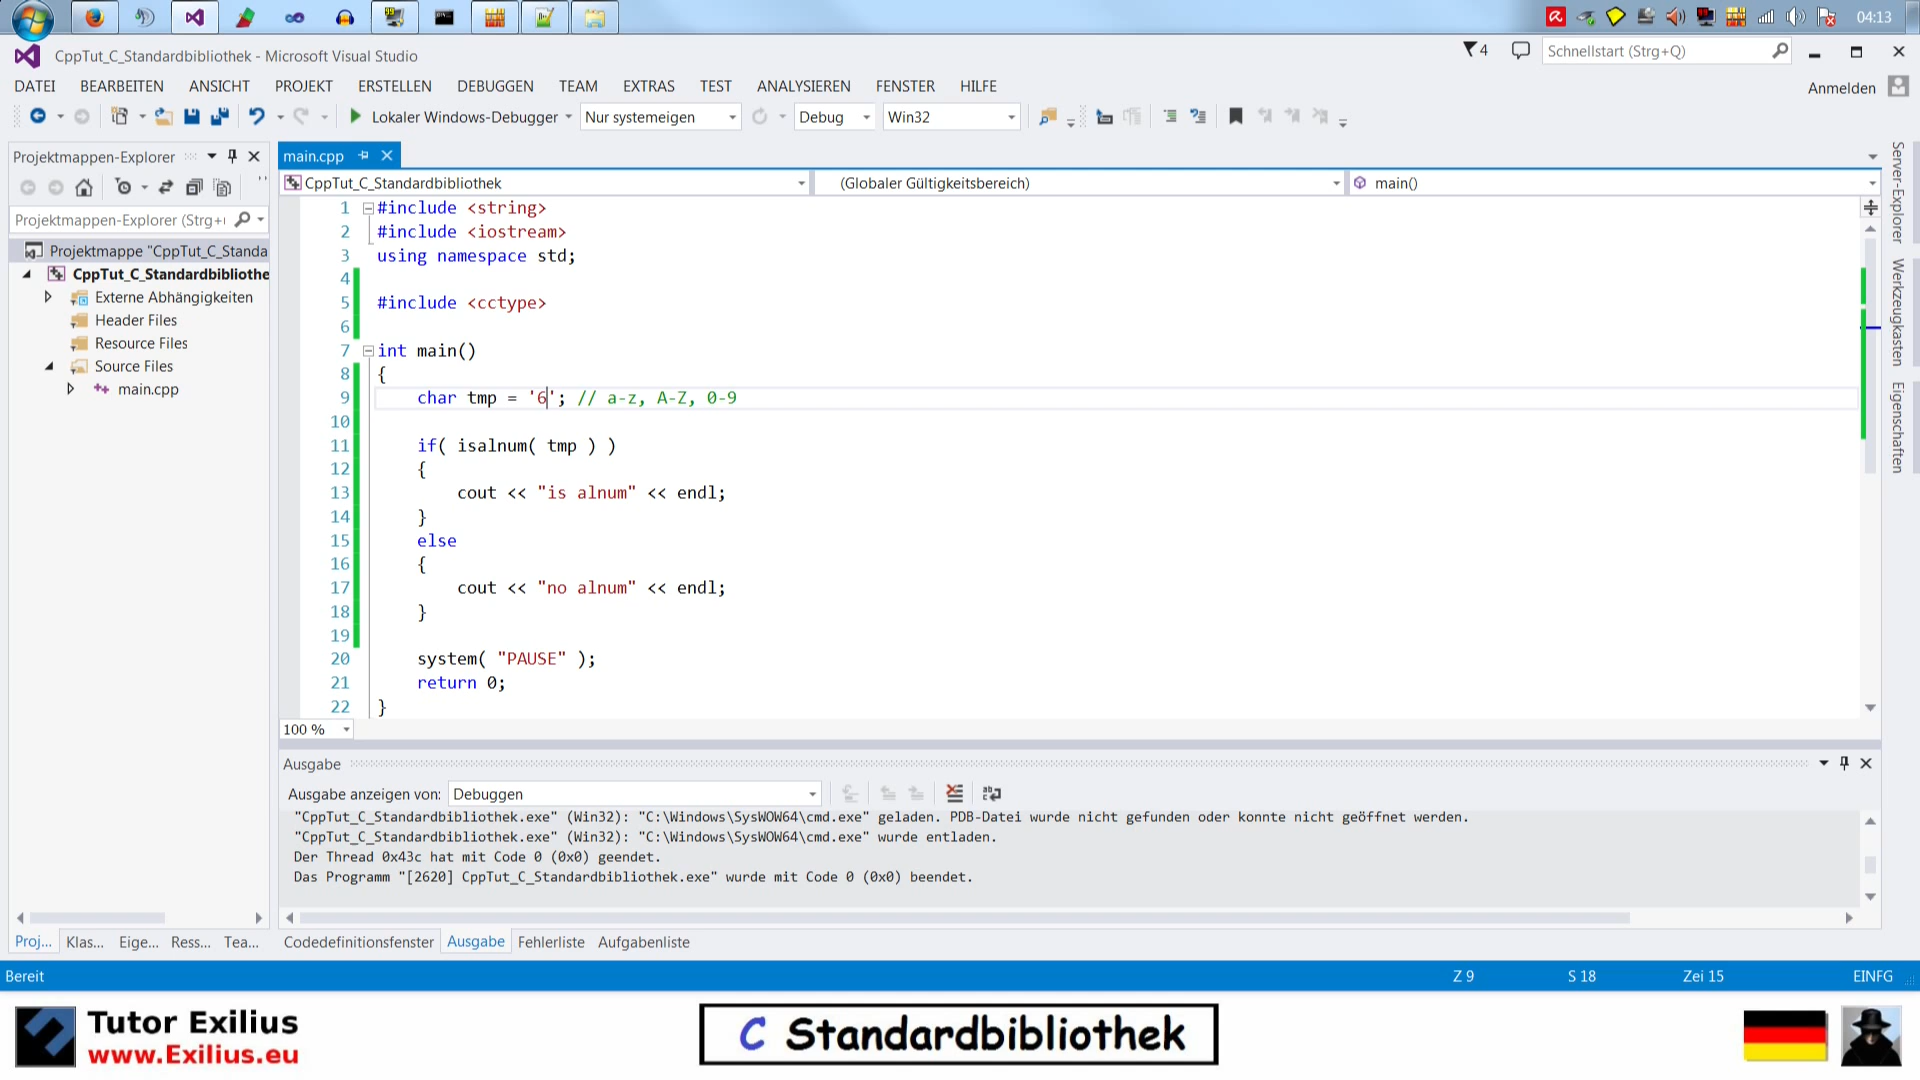 04:13
CppTut_C_Standardbibliothek - Microsoft Visual Studio
4
Schnellstart (Strg+Q)
DATEI BEARBEITEN ANSICHT PROJEKT ERSTELLEN DEBUGGEN TEAM EXTRAS TEST ANALYSIEREN FENSTER HILFE
Anmelden
Lokaler Windows-Debugger Nur systemeigen Debug Win32
Projektmappen-Explorer
main.cpp
CppTut_C_Standardbibliothek (Globaler Gültigkeitsbereich) main()
Projektmappen-Explorer (Strg+
Projektmappe "CppTut_C_Standa
CppTut_C_Standardbibliothe
Externe Abhängigkeiten
Header Files
Resource Files
Source Files
main.cpp
1 #include <string>
2 #include <iostream>
3 using namespace std;
4
5 #include <cctype>
6
7 int main()
8 {
9 char tmp = '6'; // a-z, A-Z, 0-9
10
11 if( isalnum( tmp ) )
12 {
13 cout << "is alnum" << endl;
14 }
15 else
16 {
17 cout << "no alnum" << endl;
18 }
19
20 system( "PAUSE" );
21 return 0;
22 }
100 %
Server-Explorer
Werkzeugkasten
Eigenschaften
Ausgabe
Ausgabe anzeigen von: Debuggen
"CppTut_C_Standardbibliothek.exe" (Win32): "C:\Windows\SysWOW64\cmd.exe" geladen. PDB-Datei wurde nicht gefunden oder konnte nicht geöffnet werden.
"CppTut_C_Standardbibliothek.exe" (Win32): "C:\Windows\SysWOW64\cmd.exe" wurde entladen.
Der Thread 0x43c hat mit Code 0 (0x0) geendet.
Das Programm "[2620] CppTut_C_Standardbibliothek.exe" wurde mit Code 0 (0x0) beendet.
Proj... Klas... Eige... Ress... Tea...
Codedefinitionsfenster Ausgabe Fehlerliste Aufgabenliste
Bereit Z 9 S 18 Zei 15 EINFG
Tutor Exilius
www.Exilius.eu
C Standardbibliothek